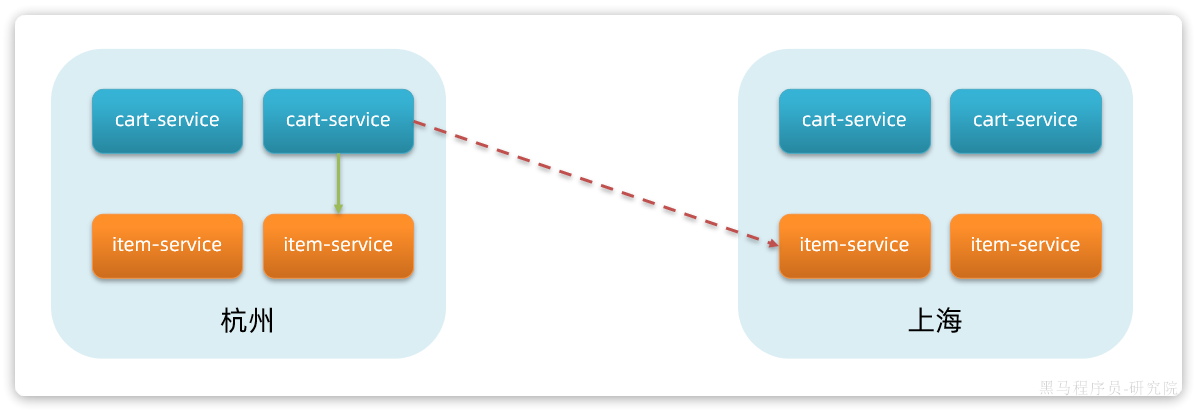 cart-service
cart-service
item-service
item-service
杭州
cart-service
cart-service
item-service
item-service
上海
黑马程序员-研究院